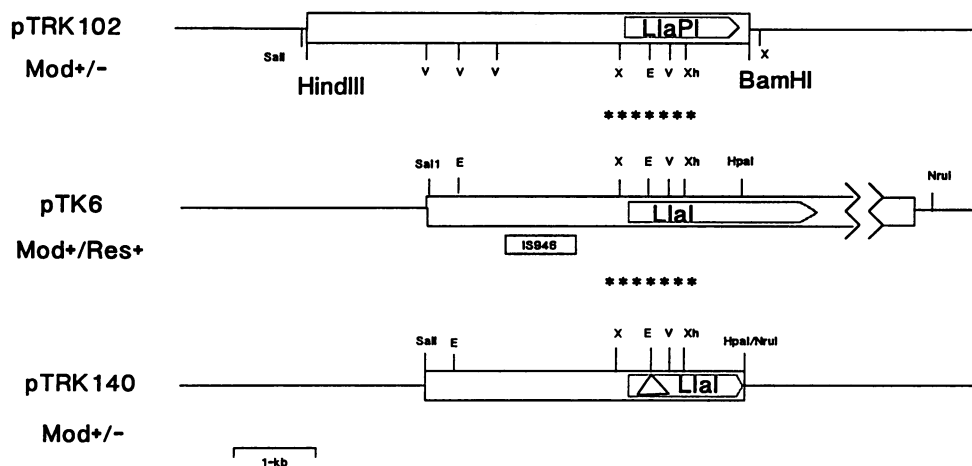 pTRK102
LlaPI
SalI
X
Mod+/-
HindIII
V V V X E V Xh
BamHI
*******
Sal1 E X E V Xh HpaI
NruI
pTK6
LlaI
Mod+/Res+
IS946
*******
SalI E X E V Xh HpaI/NruI
pTRK140
LlaI
Mod+/-
1-kb